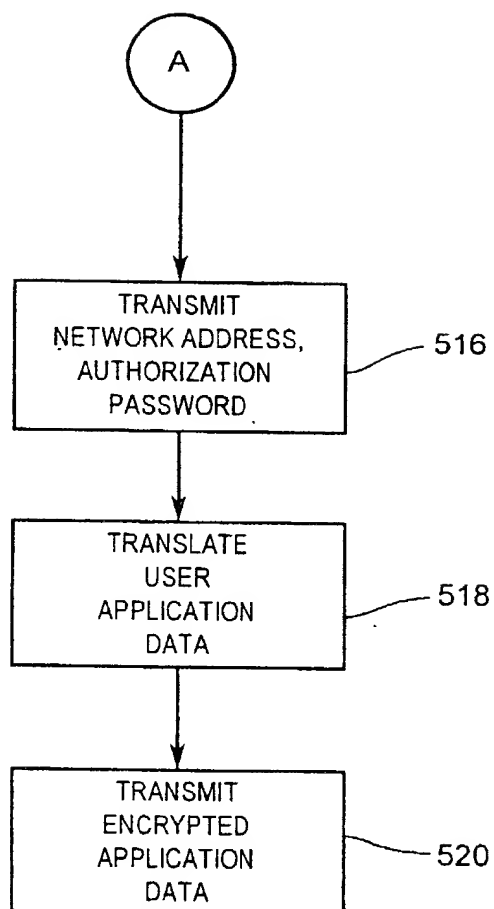 A
TRANSMIT
NETWORK ADDRESS,
AUTHORIZATION
PASSWORD
516
TRANSLATE
USER
APPLICATION
DATA
518
TRANSMIT
ENCRYPTED
APPLICATION
DATA
520